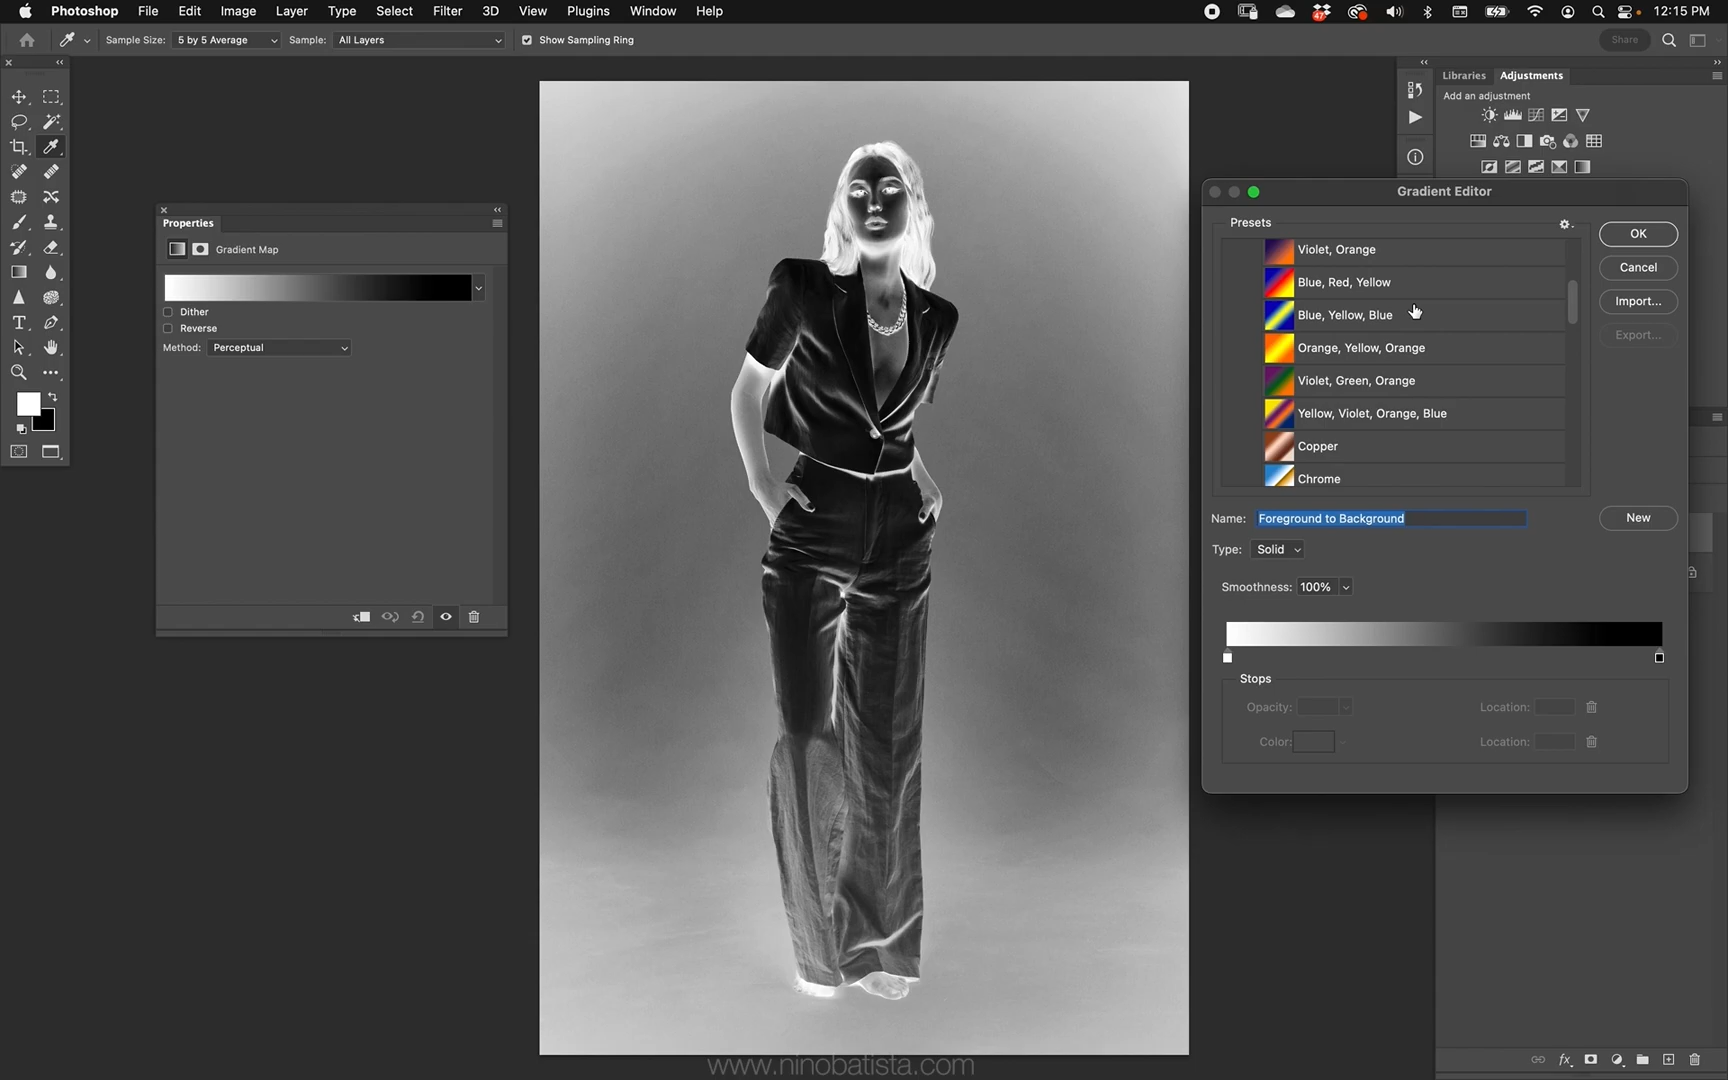 Photoshop File Edit Image Layer Type Select Filter 3D View Plugins Window Help 47 12:15 PM
Sample Size: 5 by 5 Average Sample: All Layers Show Sampling Ring Share
Libraries Adjustments
Add an adjustment
Properties
Gradient Map
Dither
Reverse
Method: Perceptual
Gradient Editor
Presets
Violet, Orange
Blue, Red, Yellow
Blue, Yellow, Blue
Orange, Yellow, Orange
Violet, Green, Orange
Yellow, Violet, Orange, Blue
Copper
Chrome
OK
Cancel
Import...
Export...
Name: Foreground to Background New
Type: Solid
Smoothness: 100%
Stops
Opacity: Location:
Color: Location:
www.ninobatista.com
fx